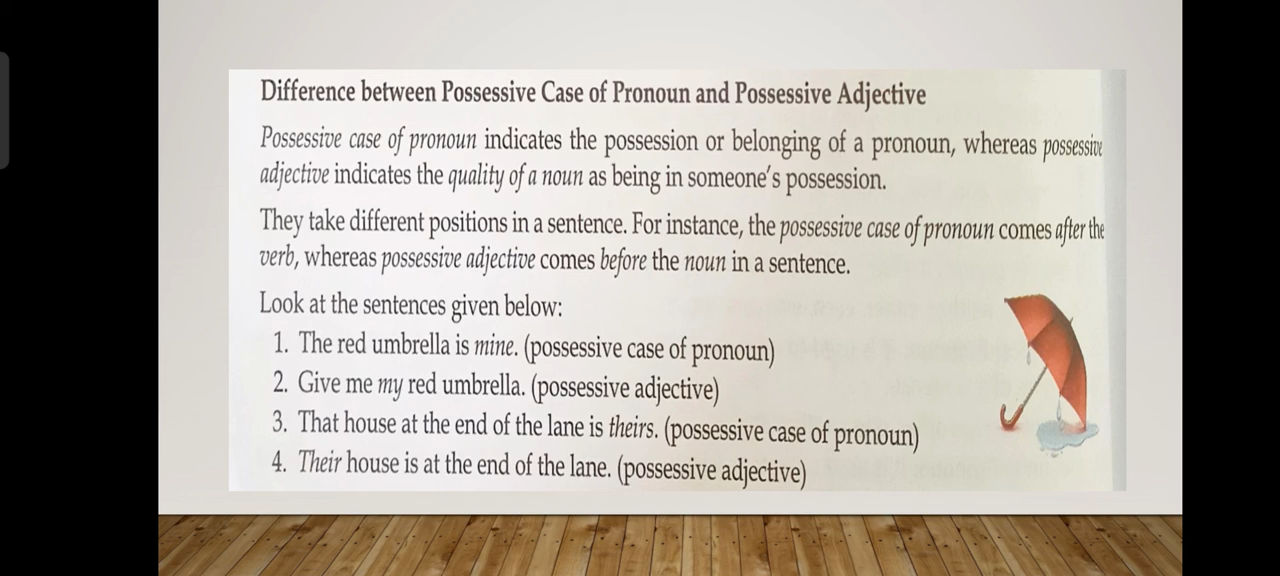 Difference between Possessive Case of Pronoun and Possessive Adjective
Possessive case of pronoun indicates the possession or belonging of a pronoun, whereas possessive
adjective indicates the quality of a noun as being in someone's possession.
They take different positions in a sentence. For instance, the possessive case of pronoun comes after the
verb, whereas possessive adjective comes before the noun in a sentence.
Look at the sentences given below:
1. The red umbrella is mine. (possessive case of pronoun)
2. Give me my red umbrella. (possessive adjective)
3. That house at the end of the lane is theirs. (possessive case of pronoun)
4. Their house is at the end of the lane. (possessive adjective)